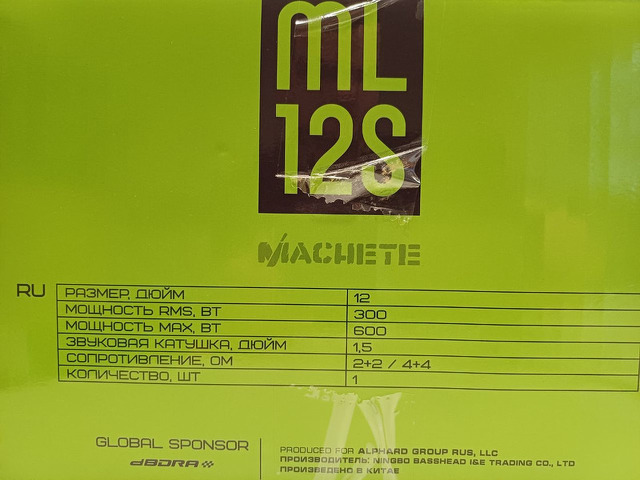 ML
12S
MACHETE
RU
РАЗМЕР, ДЮЙМ 12
МОЩНОСТЬ RMS, ВТ 300
МОЩНОСТЬ MAX, ВТ 600
ЗВУКОВАЯ КАТУШКА, ДЮЙМ 1,5
СОПРОТИВЛЕНИЕ, ОМ 2+2 / 4+4
КОЛИЧЕСТВО, ШТ 1
GLOBAL SPONSOR
dBDRA
PRODUCED FOR ALPHARD GROUP RUS, LLC
ПРОИЗВОДИТЕЛЬ: NINGBO BASSHEAD I&E TRADING CO., LTD
ПРОИЗВЕДЕНО В КИТАЕ